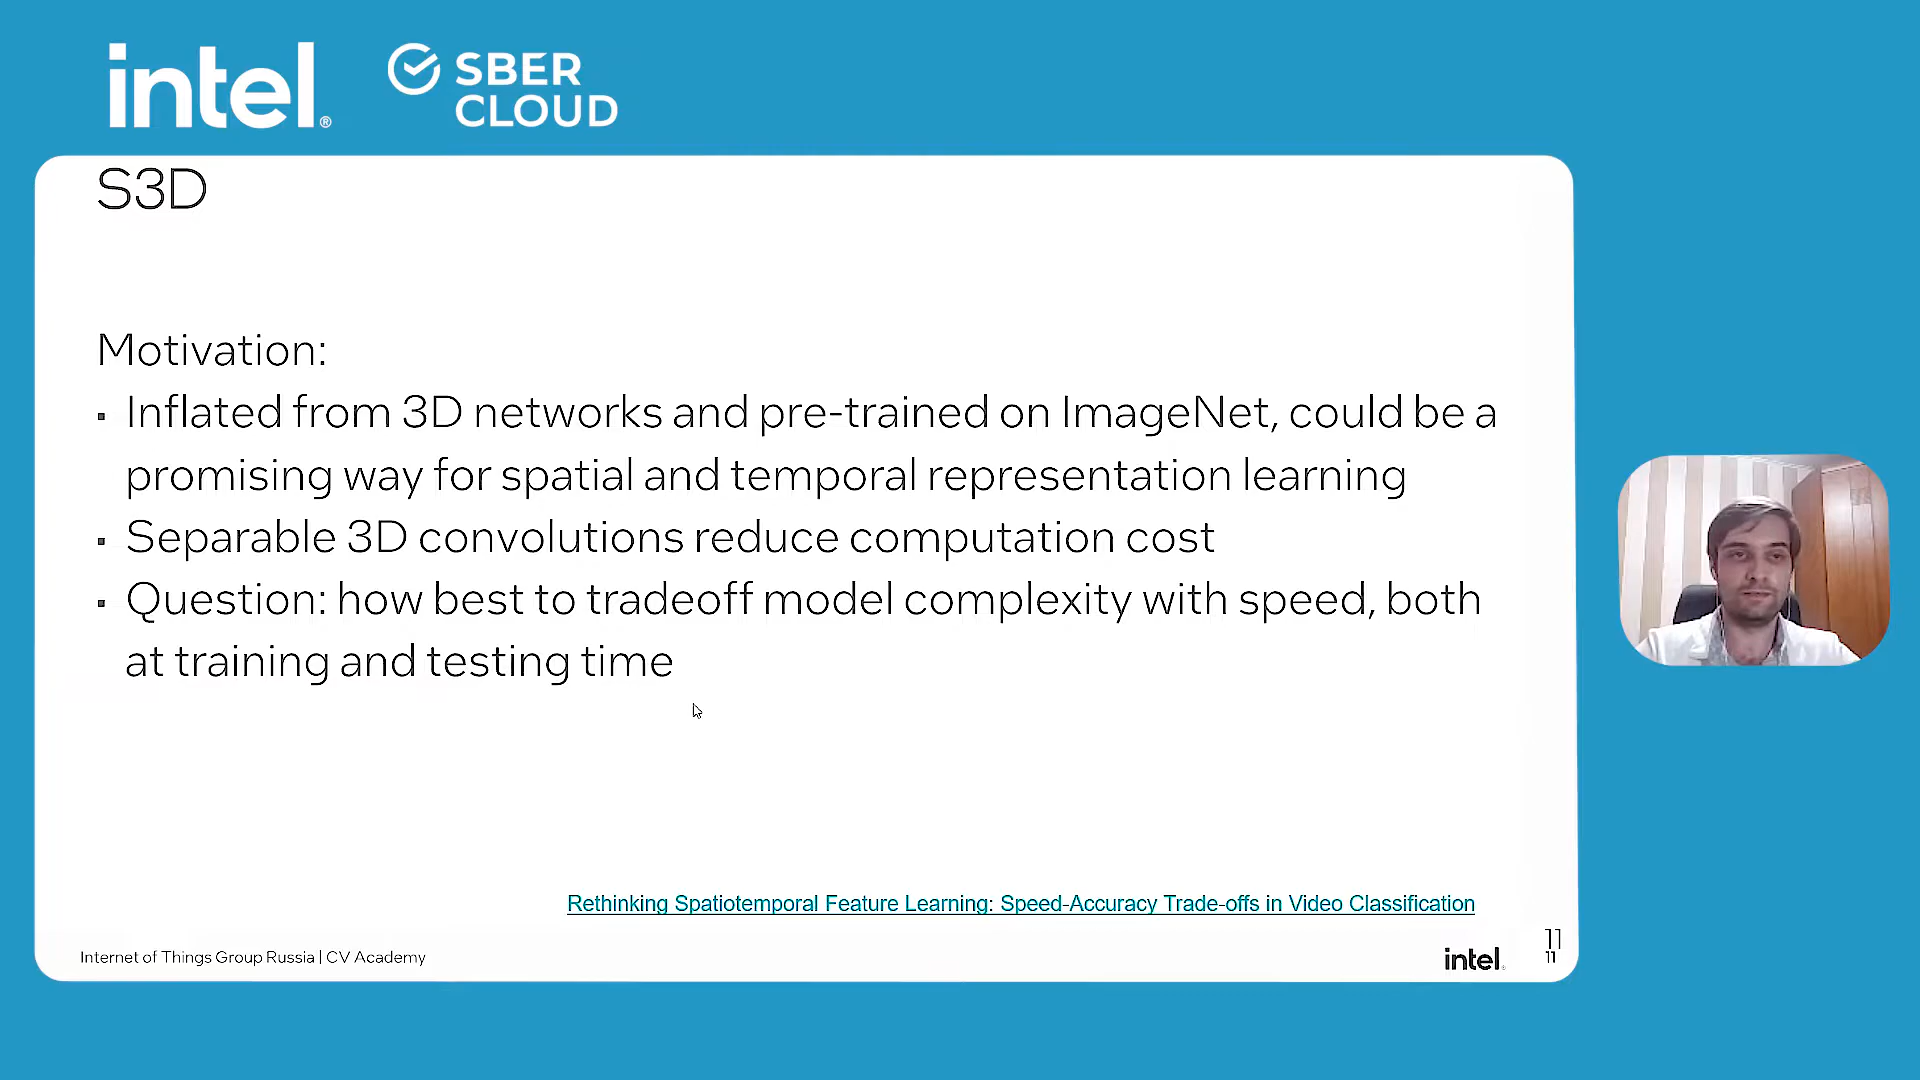 intel®
SBER
CLOUD
S3D
Motivation:
▪ Inflated from 3D networks and pre-trained on ImageNet, could be a
promising way for spatial and temporal representation learning
▪ Separable 3D convolutions reduce computation cost
▪ Question: how best to tradeoff model complexity with speed, both
at training and testing time
Rethinking Spatiotemporal Feature Learning: Speed-Accuracy Trade-offs in Video Classification
Internet of Things Group Russia | CV Academy
intel.
11
11